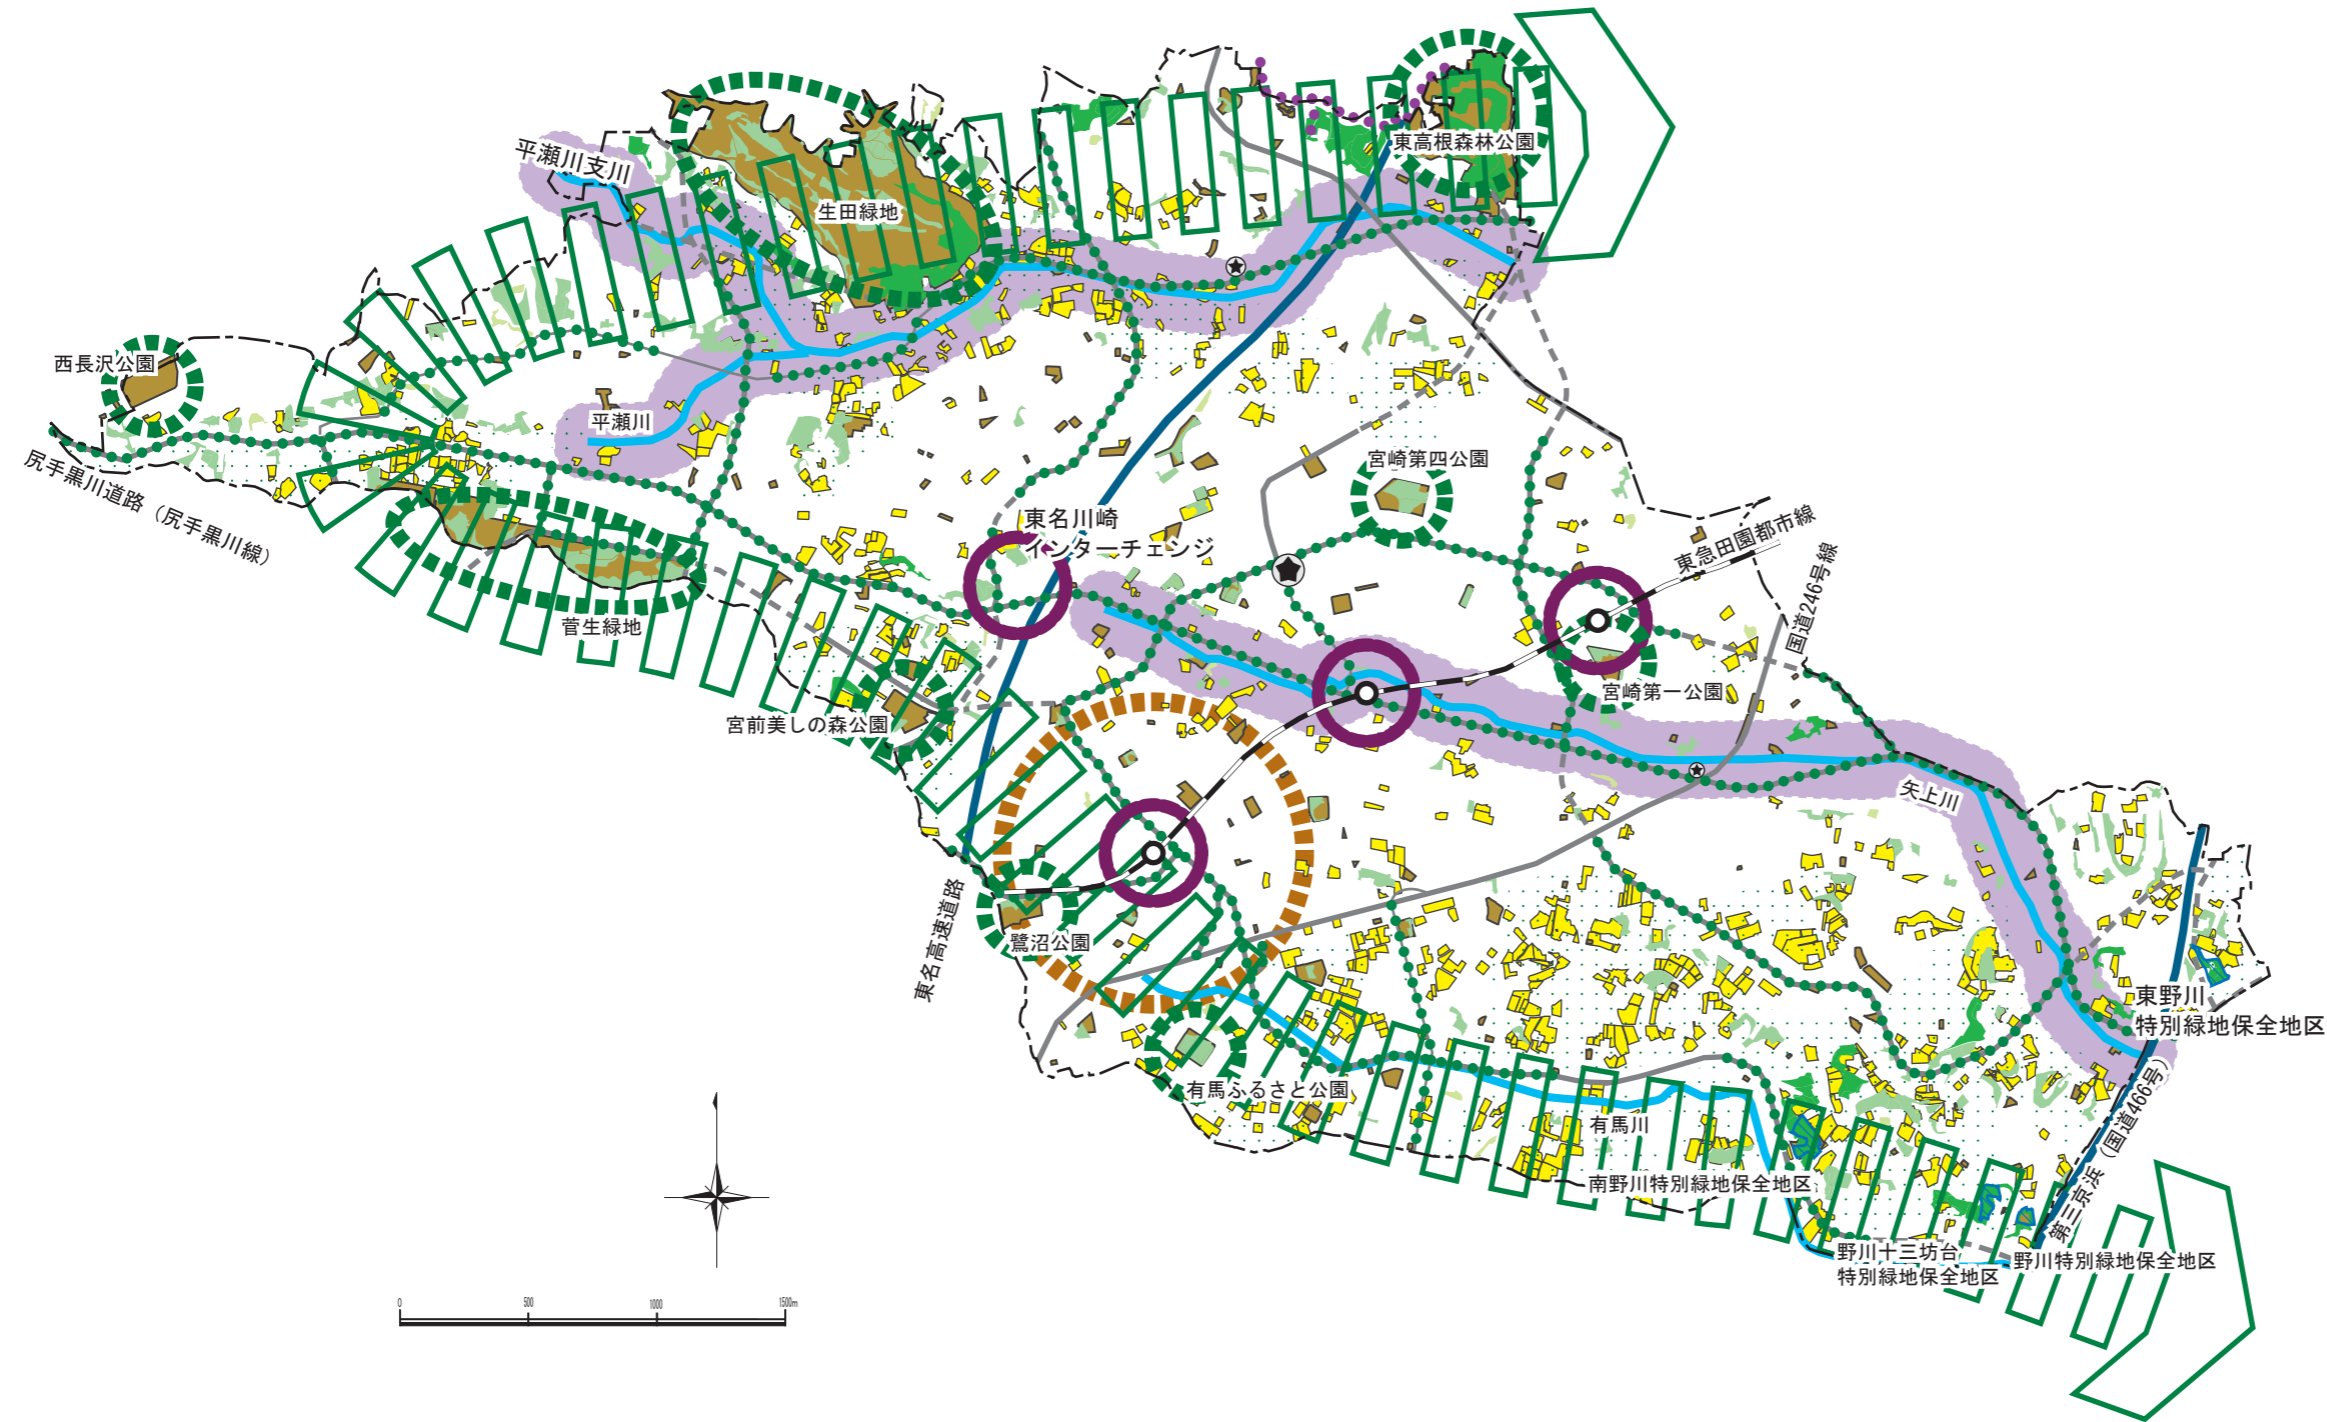 平瀬川支川
東高根森林公園
生田緑地
西長沢公園
平瀬川
尻手黒川道路（尻手黒川線）
宮崎第四公園
東名川崎
インターチェンジ
東急田園都市線
国道246号線
菅生緑地
宮崎第一公園
宮前美しの森公園
矢上川
東名高速道路
鷺沼公園
東野川
特別緑地保全地区
有馬ふるさと公園
有馬川
第三京浜（国道466号）
南野川特別緑地保全地区
野川十三坊台
特別緑地保全地区
野川特別緑地保全地区
0 500 1000 1500m